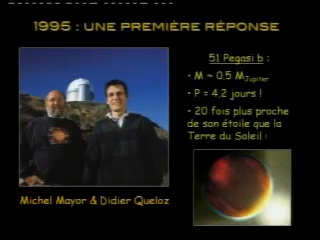 1995 : UNE PREMIÈRE RÉPONSE
51 Pegasi b :
• M ~ 0,5 MJupiter
• P = 4,2 jours !
• 20 fois plus proche
de son étoile que la
Terre du Soleil !
Michel Mayor & Didier Queloz